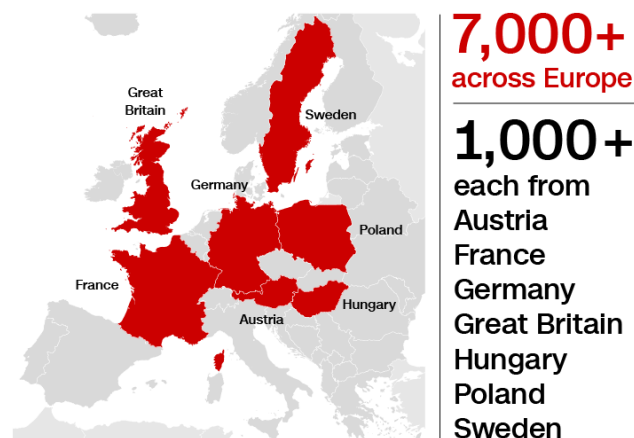 Great
Britain
Sweden
Germany
Poland
France
Hungary
Austria
7,000+
across Europe
1,000+
each from
Austria
France
Germany
Great Britain
Hungary
Poland
Sweden